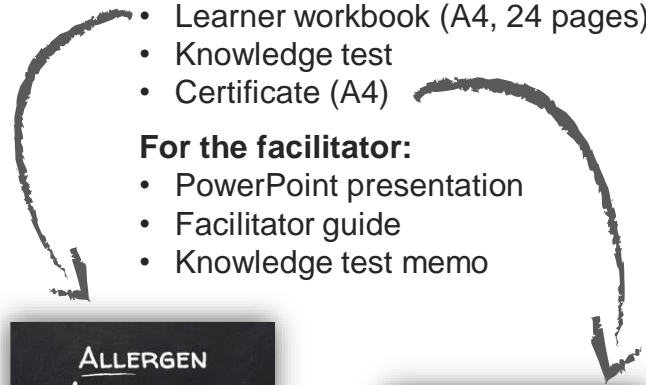 • Learner workbook (A4, 24 pages)
• Knowledge test
• Certificate (A4)
For the facilitator:
• PowerPoint presentation
• Facilitator guide
• Knowledge test memo
ALLERGEN